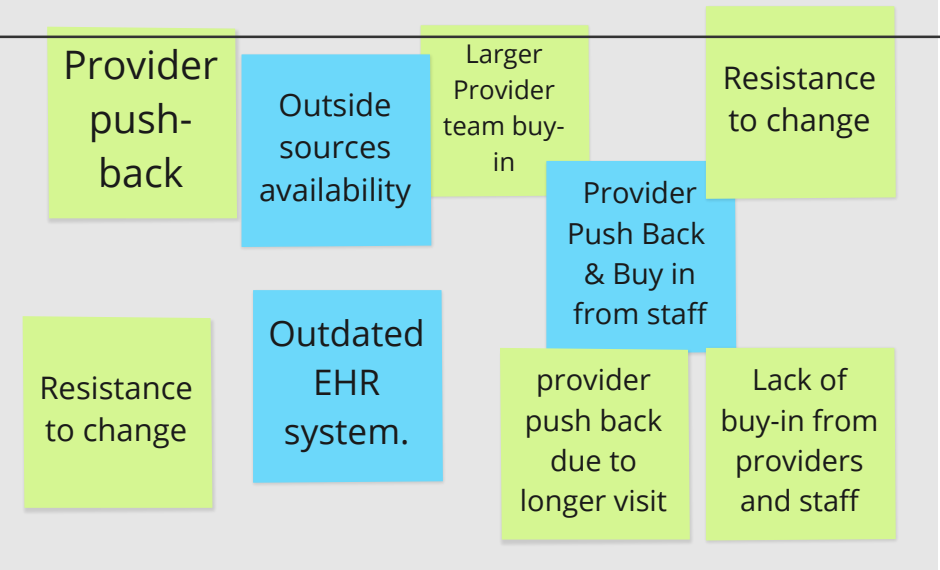 Provider
push-
back
Outside
sources
availability
Larger
Provider
team buy-
in
Resistance
to change
Provider
Push Back
& Buy in
from staff
Resistance
to change
Outdated
EHR
system.
provider
push back
due to
longer visit
Lack of
buy-in from
providers
and staff